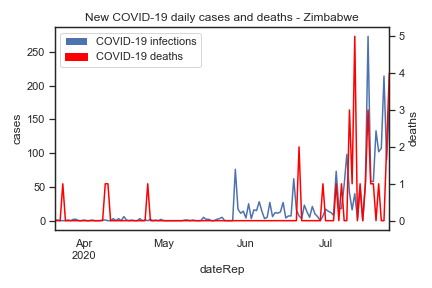 New COVID-19 daily cases and deaths - Zimbabwe
COVID-19 infections
COVID-19 deaths
250
200
150
100
50
0
cases
5
4
3
2
1
0
deaths
Apr
2020
May
Jun
Jul
dateRep